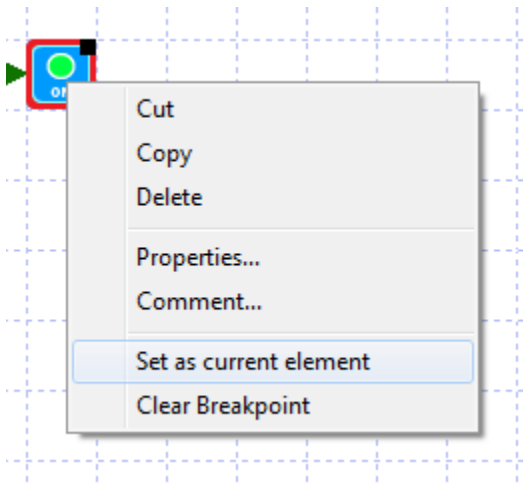 Cut
Copy
Delete
Properties...
Comment...
Set as current element
Clear Breakpoint